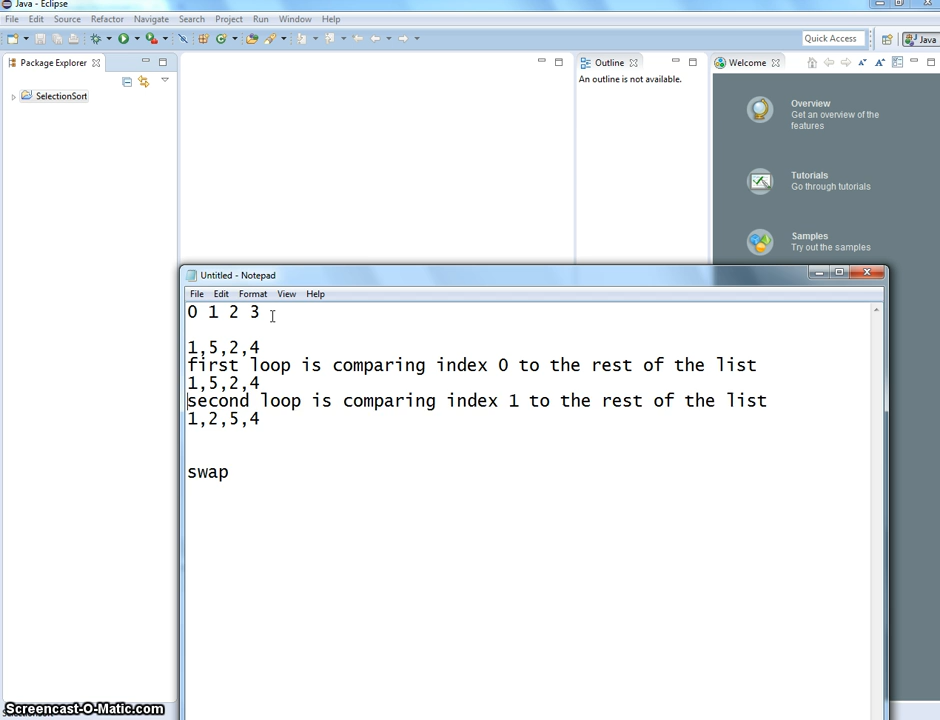 Java - Eclipse
File Edit Source Refactor Navigate Search Project Run Window Help
Quick Access
Java
Package Explorer
Outline
Welcome
SelectionSort
An outline is not available.
Overview
Get an overview of the
features
Tutorials
Go through tutorials
Samples
Try out the samples
Untitled - Notepad
File Edit Format View Help
0 1 2 3
1,5,2,4
first loop is comparing index 0 to the rest of the list
1,5,2,4
second loop is comparing index 1 to the rest of the list
1,2,5,4
swap
Screencast-O-Matic.com